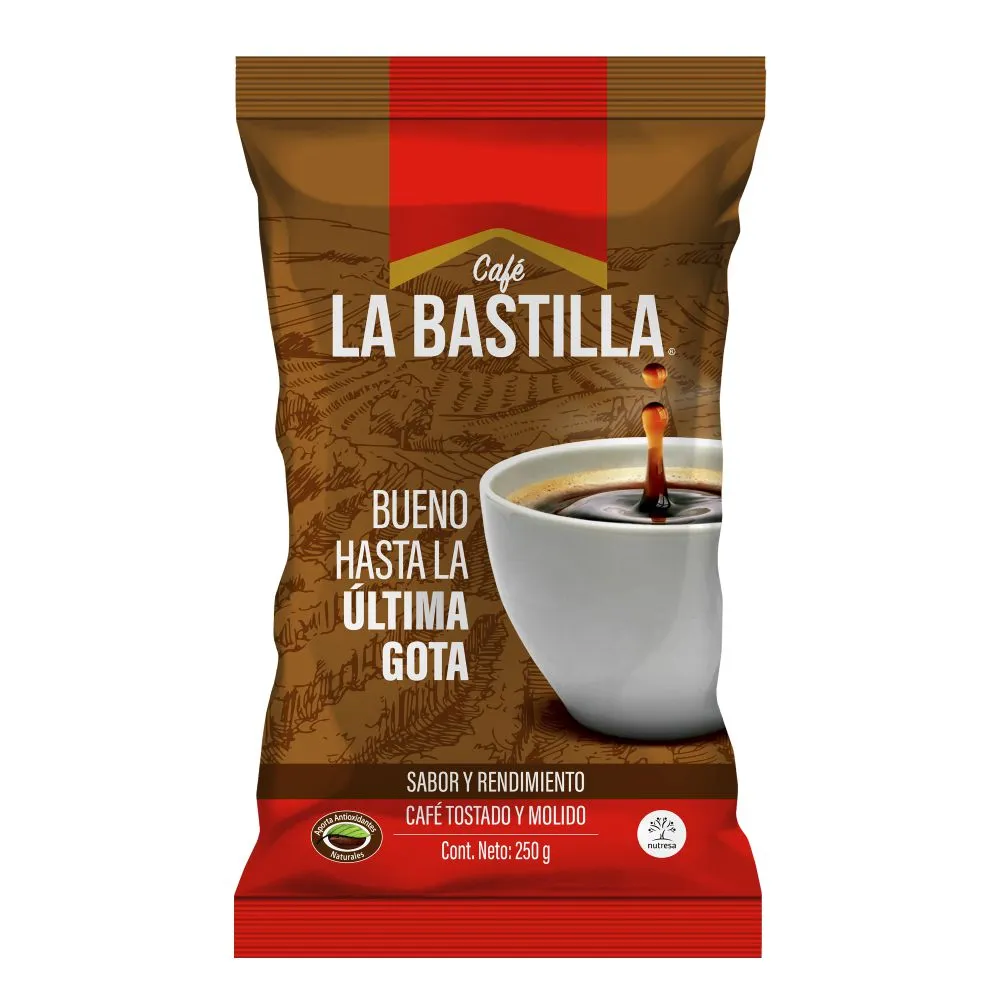 Café
LA BASTILLA®
BUENO
HASTA LA
ÚLTIMA
GOTA
SABOR Y RENDIMIENTO
CAFÉ TOSTADO Y MOLIDO
Cont. Neto: 250 g
Aporta Antioxidantes
Naturales
nutresa